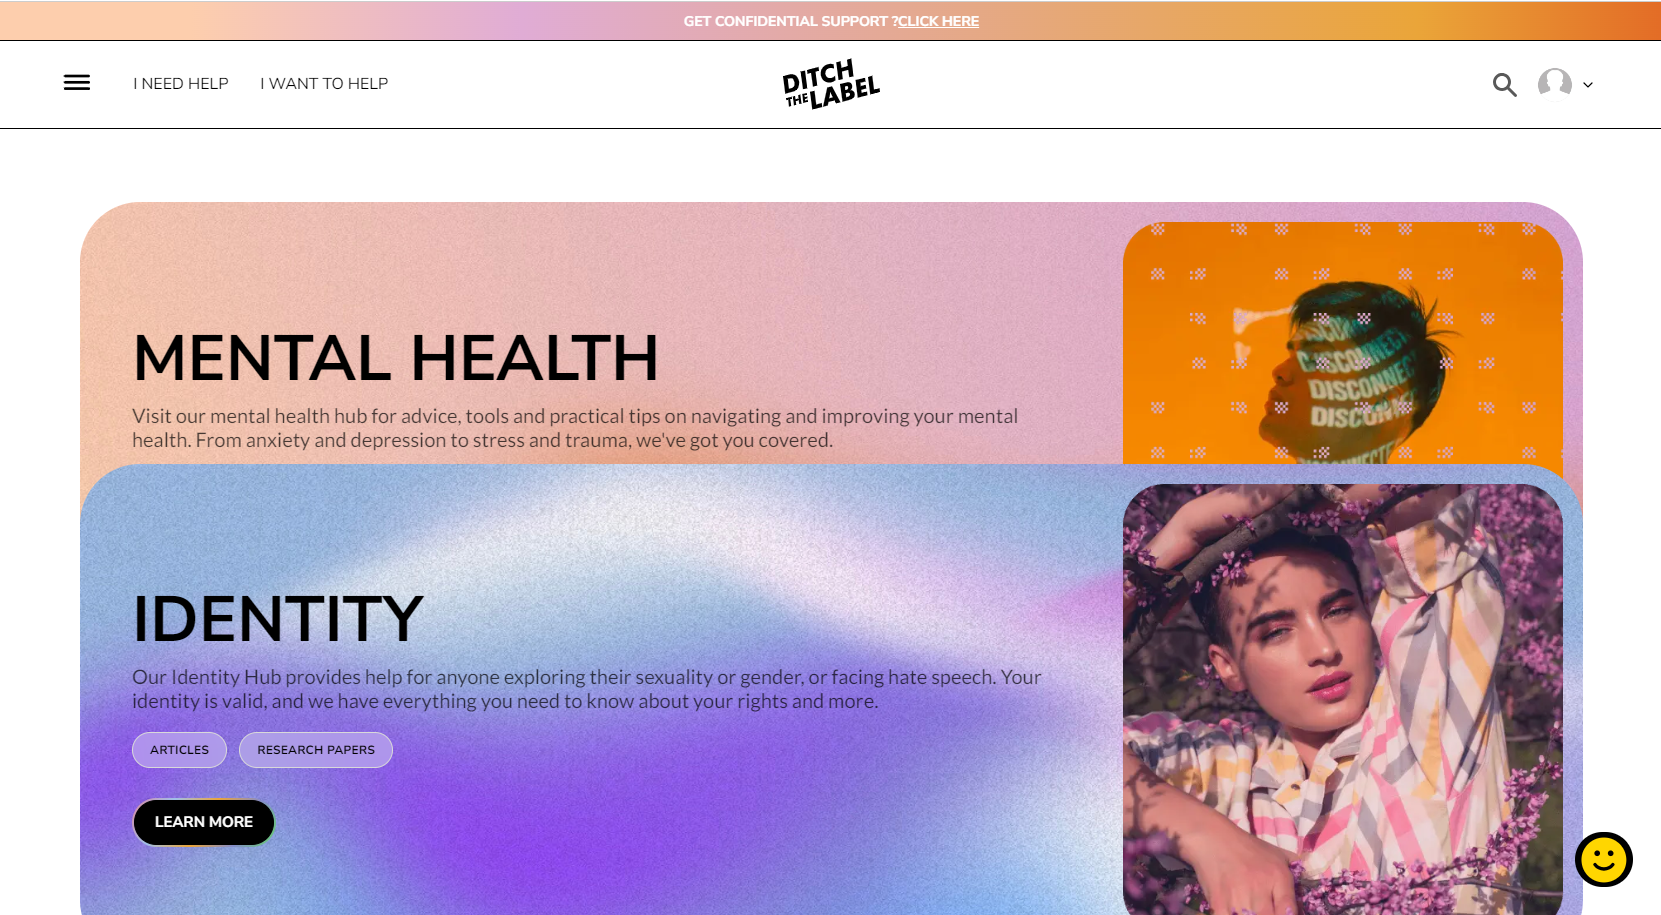 GET CONFIDENTIAL SUPPORT ?CLICK HERE
I NEED HELP
I WANT TO HELP
DITCH
THE LABEL
MENTAL HEALTH
Visit our mental health hub for advice, tools and practical tips on navigating and improving your mental
health. From anxiety and depression to stress and trauma, we've got you covered.
DISCONNEC
DISCONN
IDENTITY
Our Identity Hub provides help for anyone exploring their sexuality or gender, or facing hate speech. Your
identity is valid, and we have everything you need to know about your rights and more.
ARTICLES
RESEARCH PAPERS
LEARN MORE